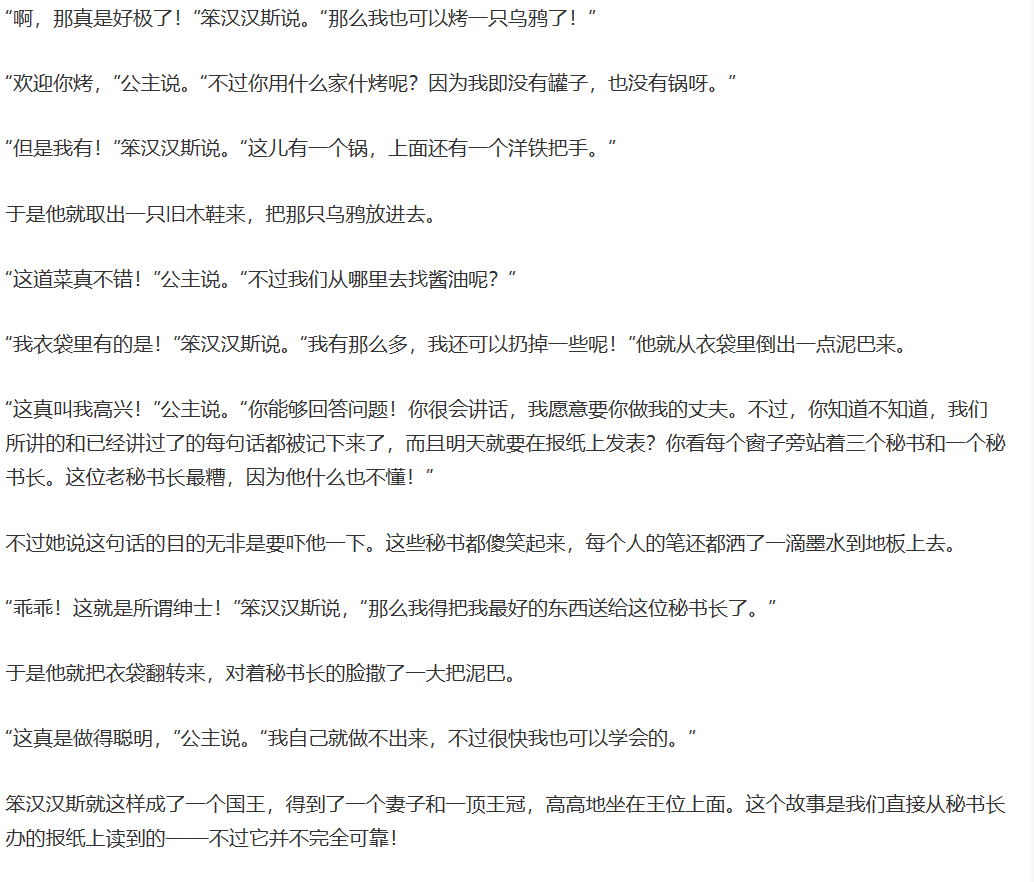 “啊，那真是好极了！”笨汉汉斯说。“那么我也可以烤一只乌鸦了！”
“欢迎你烤，”公主说。“不过你用什么家什烤呢？因为我即没有罐子，也没有锅呀。”
“但是我有！”笨汉汉斯说。“这儿有一个锅，上面还有一个洋铁把手。”
于是他就取出一只旧木鞋来，把那只乌鸦放进去。
“这道菜真不错！”公主说。“不过我们从哪里去找酱油呢？”
“我衣袋里有的是！”笨汉汉斯说。“我有那么多，我还可以扔掉一些呢！”他就从衣袋里倒出一点泥巴来。
“这真叫我高兴！”公主说。“你能够回答问题！你很会讲话，我愿意要你做我的丈夫。不过，你知道不知道，我们
所讲的和已经讲过了的每句话都被记下来了，而且明天就要在报纸上发表？你看每个窗子旁站着三个秘书和一个秘
书长。这位老秘书长最糟，因为他什么也不懂！”
不过她说这句话的目的无非是要吓他一下。这些秘书都傻笑起来，每个人的笔还都洒了一滴墨水到地板上去。
“乖乖！这就是所谓绅士！”笨汉汉斯说，“那么我得把我最好的东西送给这位秘书长了。”
于是他就把衣袋翻转来，对着秘书长的脸撒了一大把泥巴。
“这真是做得聪明，”公主说。“我自己就做不出来，不过很快我也可以学会的。”
笨汉汉斯就这样成了一个国王，得到了一个妻子和一顶王冠，高高地坐在王位上面。这个故事是我们直接从秘书长
办的报纸上读到的——不过它并不完全可靠！